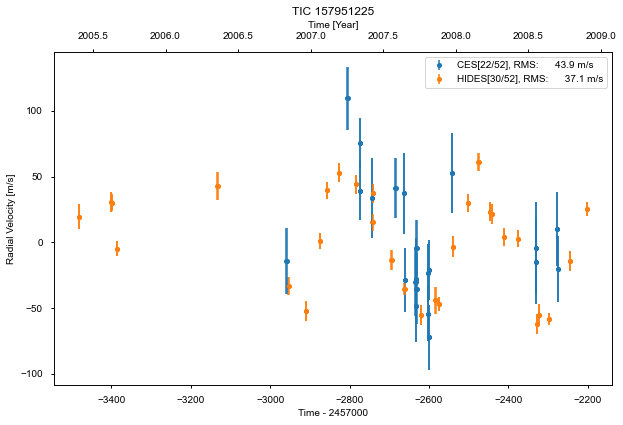 TIC 157951225
Time [Year]
2005.5 2006.0 2006.5 2007.0 2007.5 2008.0 2008.5 2009.0
CES[22/52], RMS: 43.9 m/s
HIDES[30/52], RMS: 37.1 m/s
Radial Velocity [m/s]
100
50
0
−50
−100
−3400 −3200 −3000 −2800 −2600 −2400 −2200
Time - 2457000